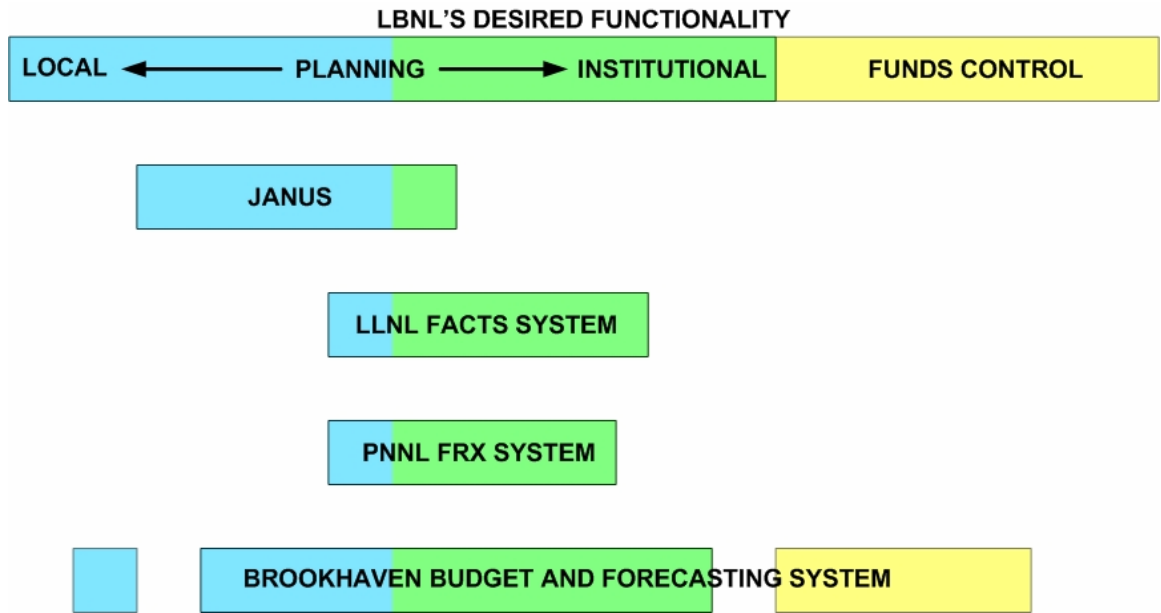 LBNL'S DESIRED FUNCTIONALITY
LOCAL PLANNING INSTITUTIONAL FUNDS CONTROL
JANUS
LLNL FACTS SYSTEM
PNNL FRX SYSTEM
BROOKHAVEN BUDGET AND FORECASTING SYSTEM